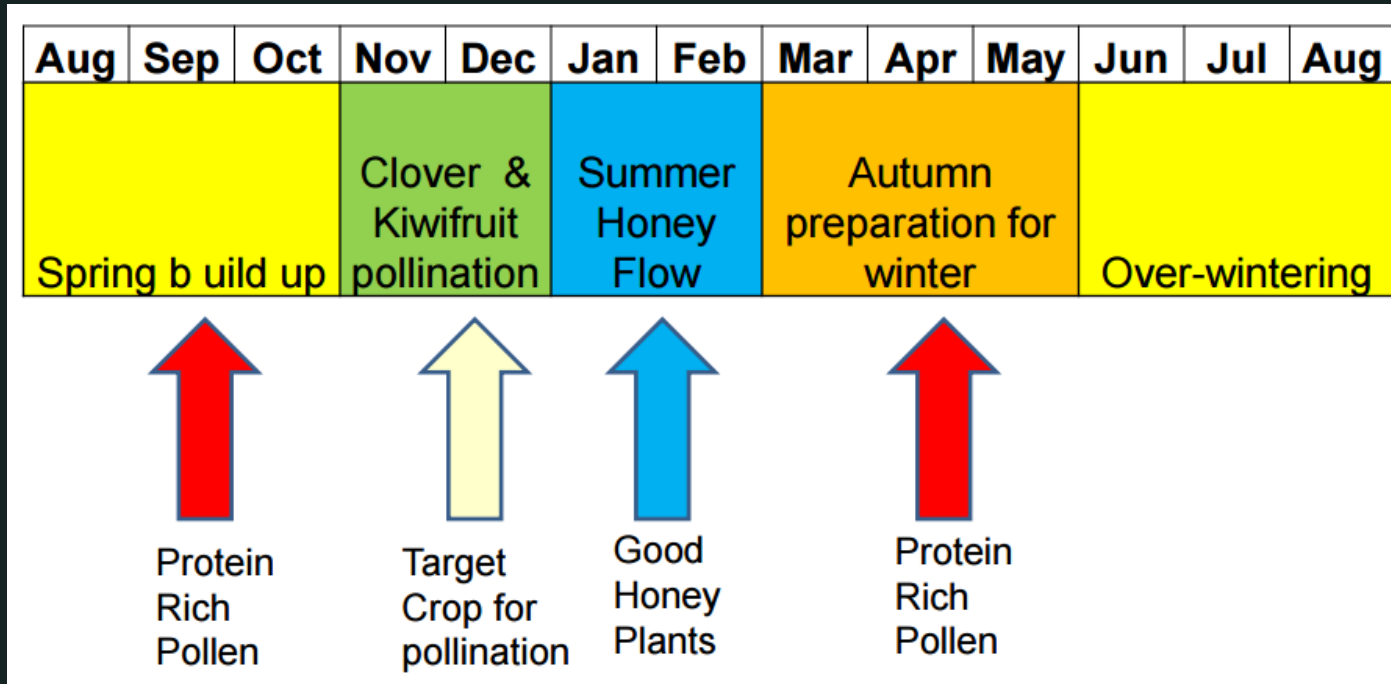 Aug Sep Oct Nov Dec Jan Feb Mar Apr May Jun Jul Aug
Spring b uild up
Clover &
Kiwifruit
pollination
Summer
Honey
Flow
Autumn
preparation for
winter
Over-wintering
Protein
Rich
Pollen
Target
Crop for
pollination
Good
Honey
Plants
Protein
Rich
Pollen